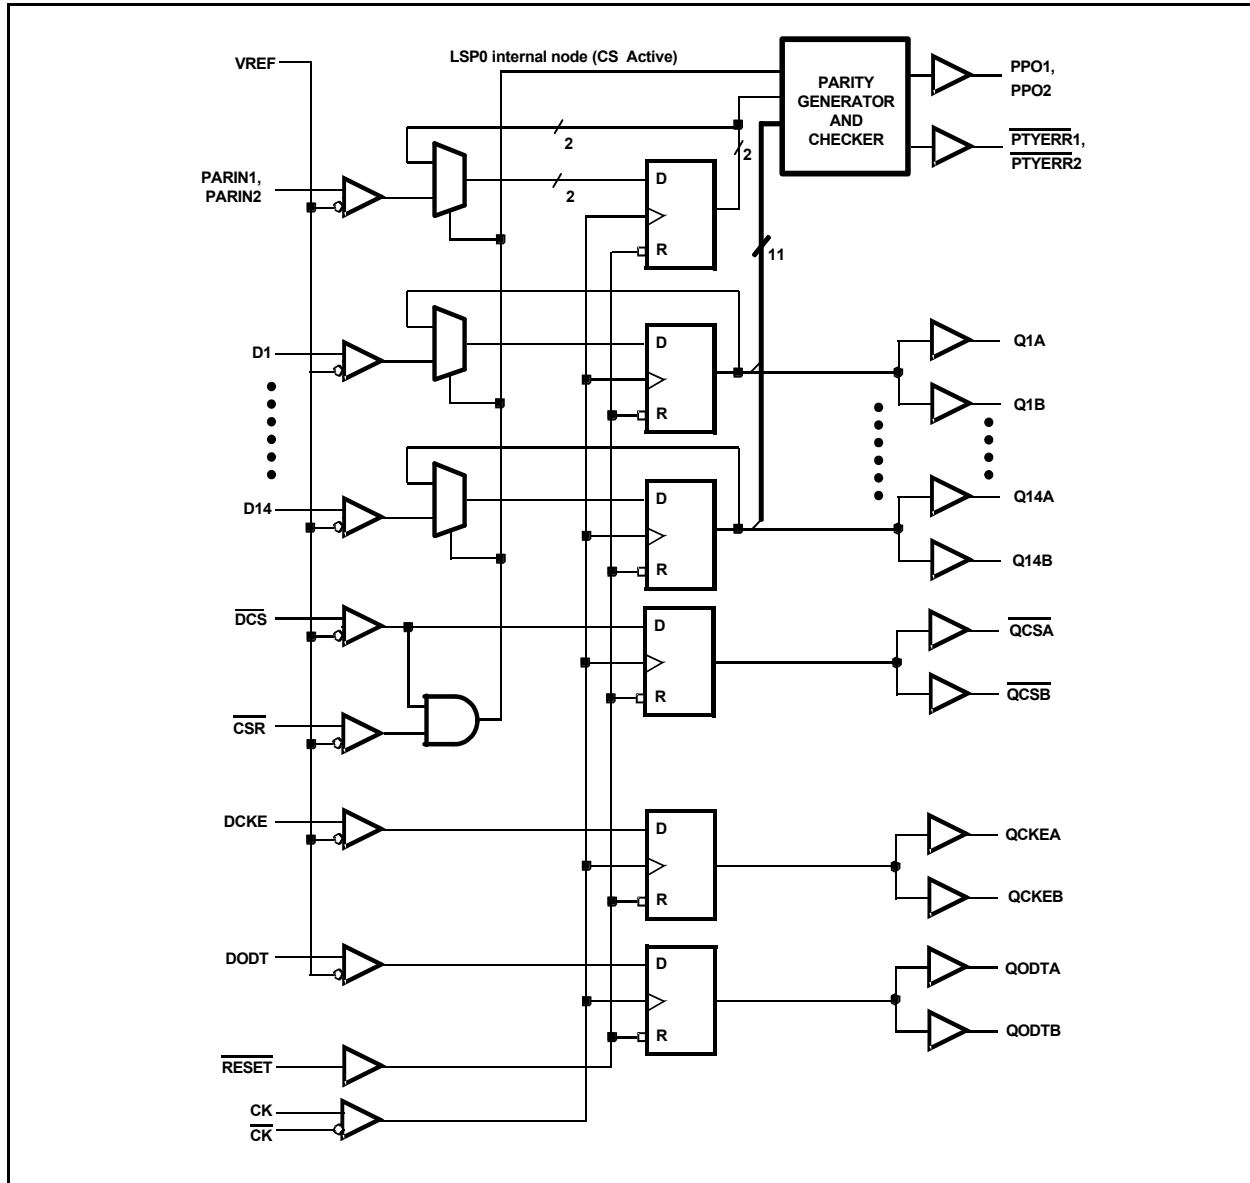 VREF
LSP0 internal node (CS Active)
PARITY
GENERATOR
AND
CHECKER
PPO1,
PPO2
PTYERR1,
PTYERR2
2
2
2
PARIN1,
PARIN2
D
R
11
D1
D
R
Q1A
Q1B
D14
D
R
Q14A
Q14B
DCS
D
R
QCSA
QCSB
CSR
DCKE
D
R
QCKEA
QCKEB
DODT
D
R
QODTA
QODTB
RESET
CK
CK